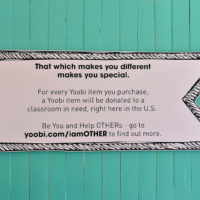 That which makes you different
makes you special.
For every Yoobi item you purchase,
a Yoobi item will be donated to a
classroom in need, right here in the U.S.
Be You and Help OTHERs - go to
yoobi.com/iamOTHER to find out more.